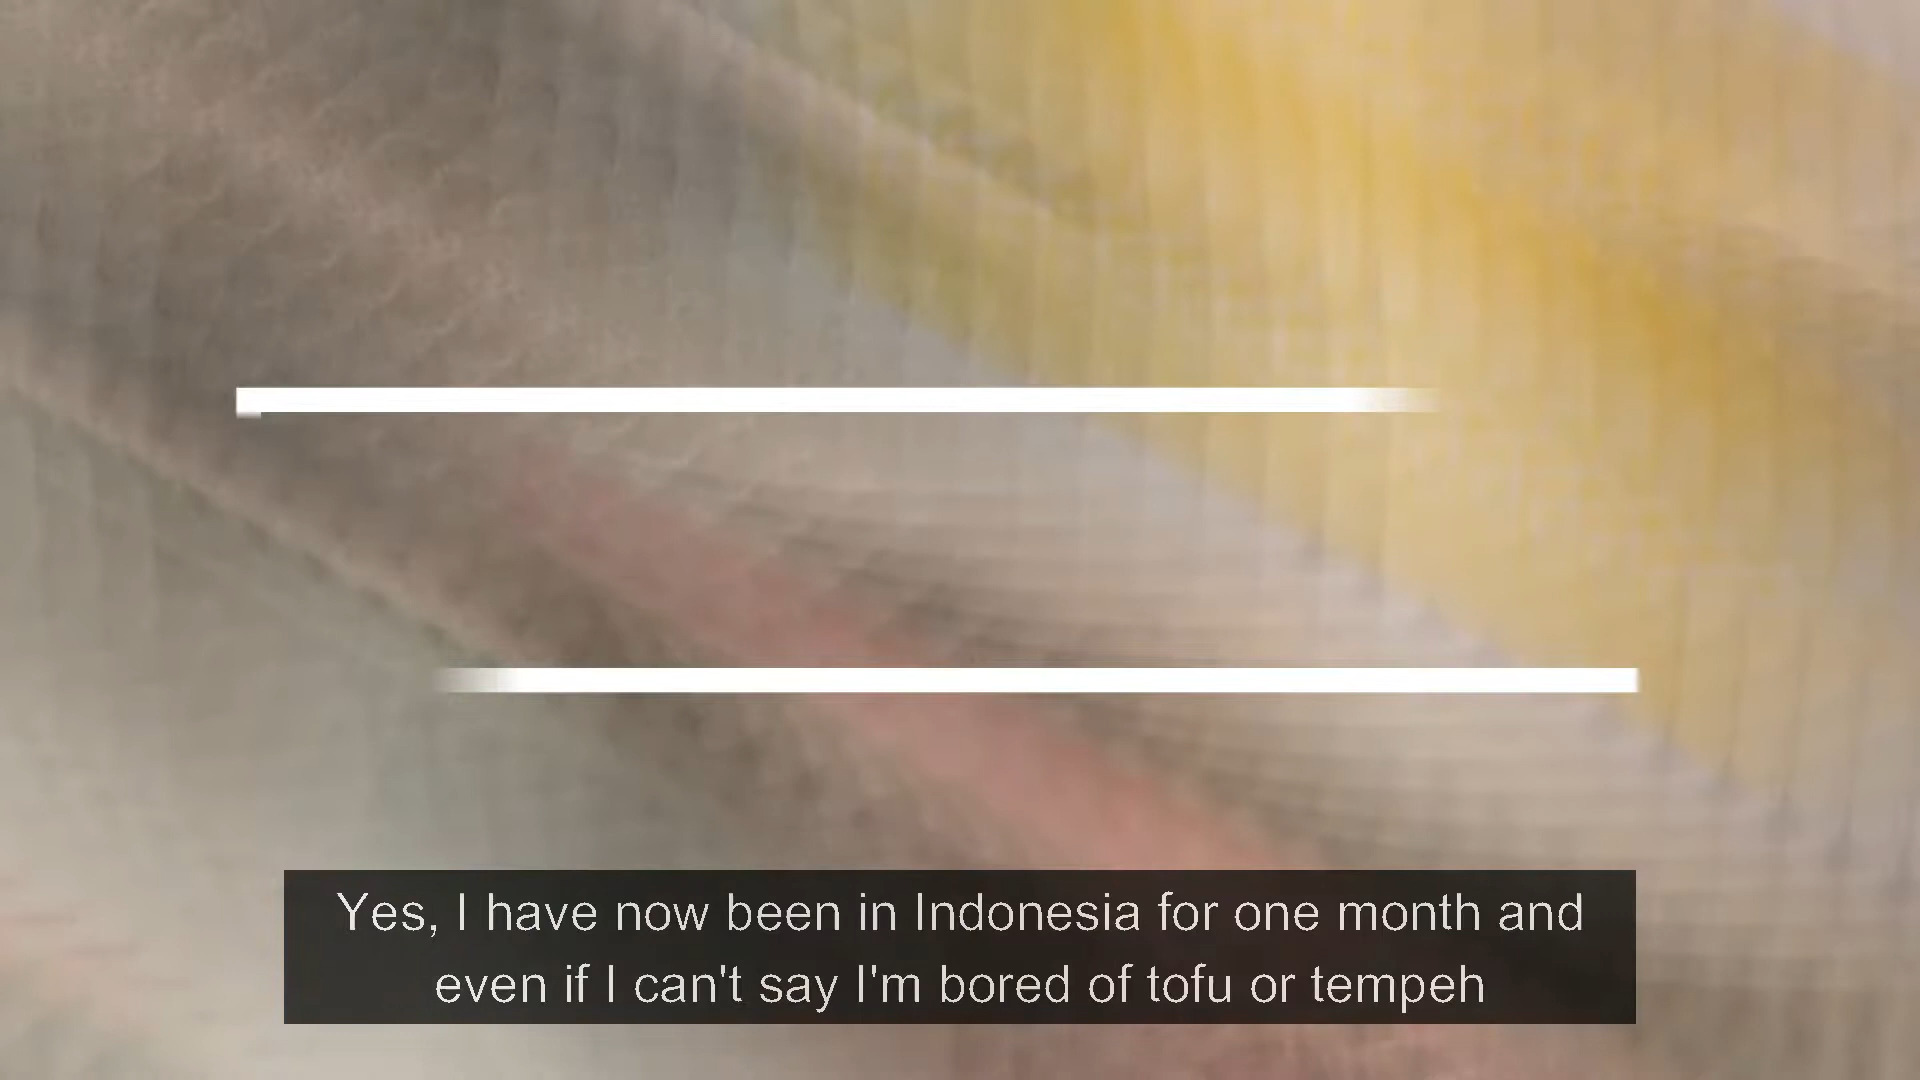 Yes, I have now been in Indonesia for one month and
even if I can't say I'm bored of tofu or tempeh